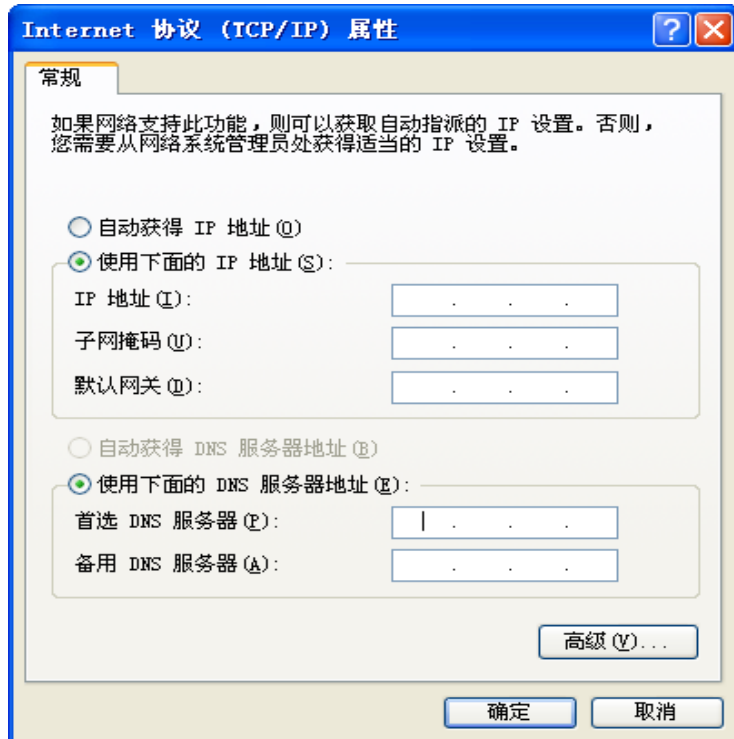 Internet 协议 (TCP/IP) 属性
常规
如果网络支持此功能，则可以获取自动指派的 IP 设置。否则，
您需要从网络系统管理员处获得适当的 IP 设置。
自动获得 IP 地址(O)
使用下面的 IP 地址(S):
IP 地址(I):
子网掩码(U):
默认网关(D):
自动获得 DNS 服务器地址(B)
使用下面的 DNS 服务器地址(E):
首选 DNS 服务器(P):
备用 DNS 服务器(A):
高级(V)...
确定
取消